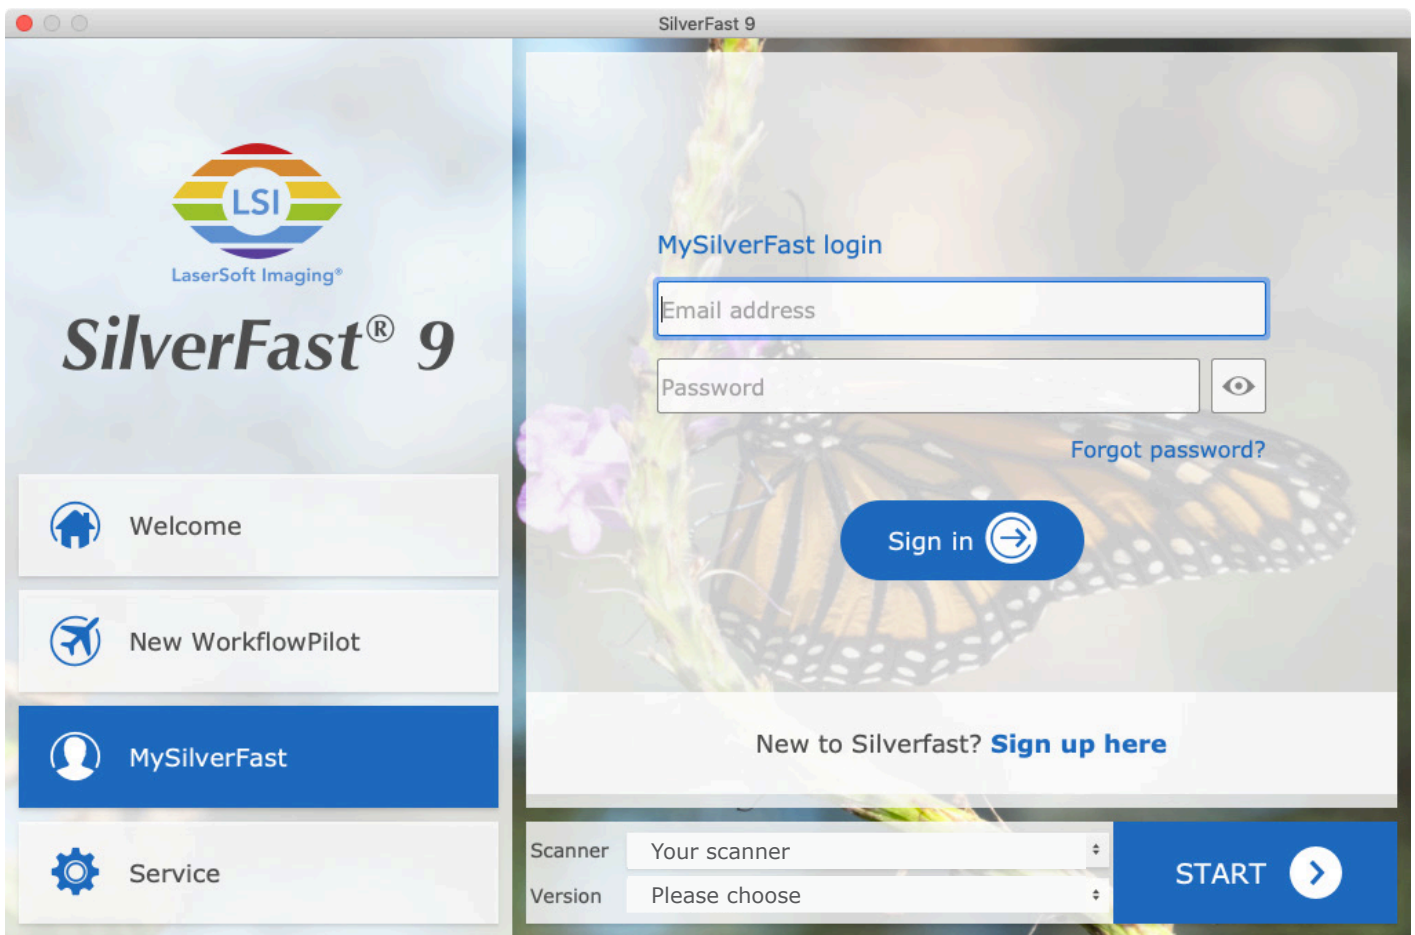 SilverFast 9
LSI
LaserSoft Imaging®
SilverFast® 9
Welcome
New WorkflowPilot
MySilverFast
Service
MySilverFast login
Email address
Password
Forgot password?
Sign in
New to Silverfast? Sign up here
Scanner Your scanner
Version Please choose
START